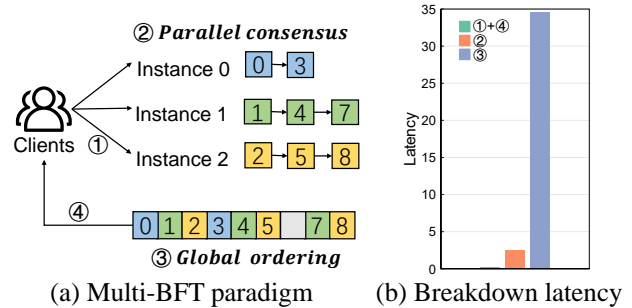 ② Parallel consensus
Instance 0
0 3
Instance 1
1 4 7
Instance 2
2 5 8
Clients
①
④
0 1 2 3 4 5 7 8
③ Global ordering
(a) Multi-BFT paradigm
35
30
25
20
15
10
5
0
Latency
①+④
②
③
(b) Breakdown latency